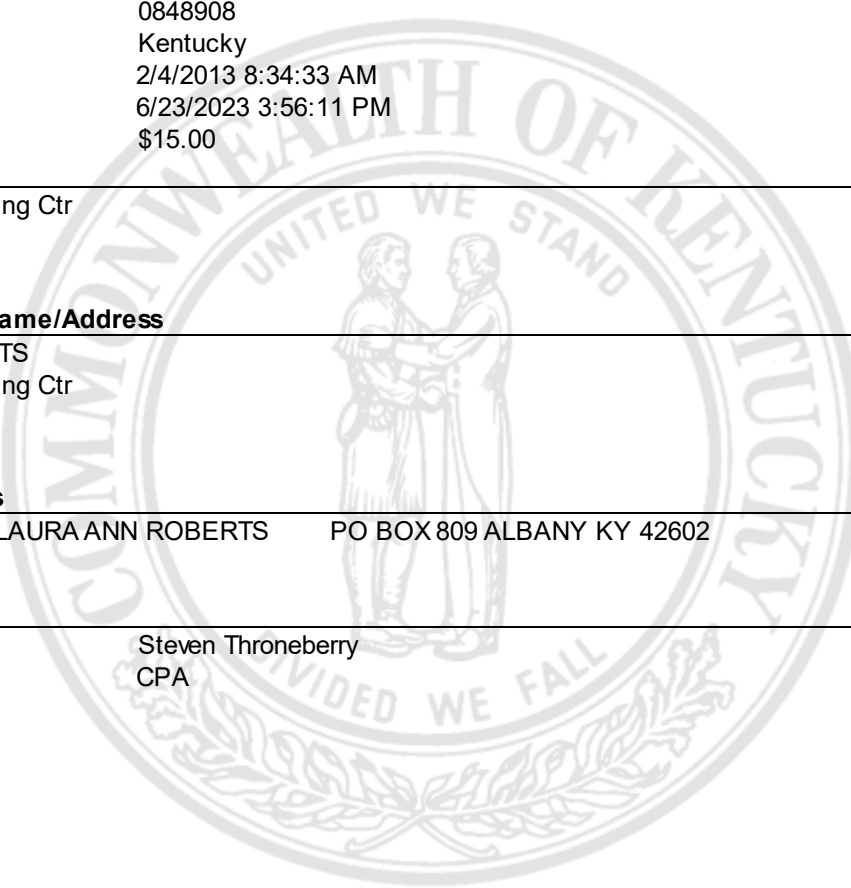 0848908
Kentucky
2/4/2013 8:34:33 AM
6/23/2023 3:56:11 PM
$15.00
ng Ctr
ame/Address
TS
ng Ctr
s
LAURA ANN ROBERTS PO BOX 809 ALBANY KY 42602
Steven Throneberry
CPA
COMMONWEALTH OF KENTUCKY
UNITED WE STAND
DIVIDED WE FALL